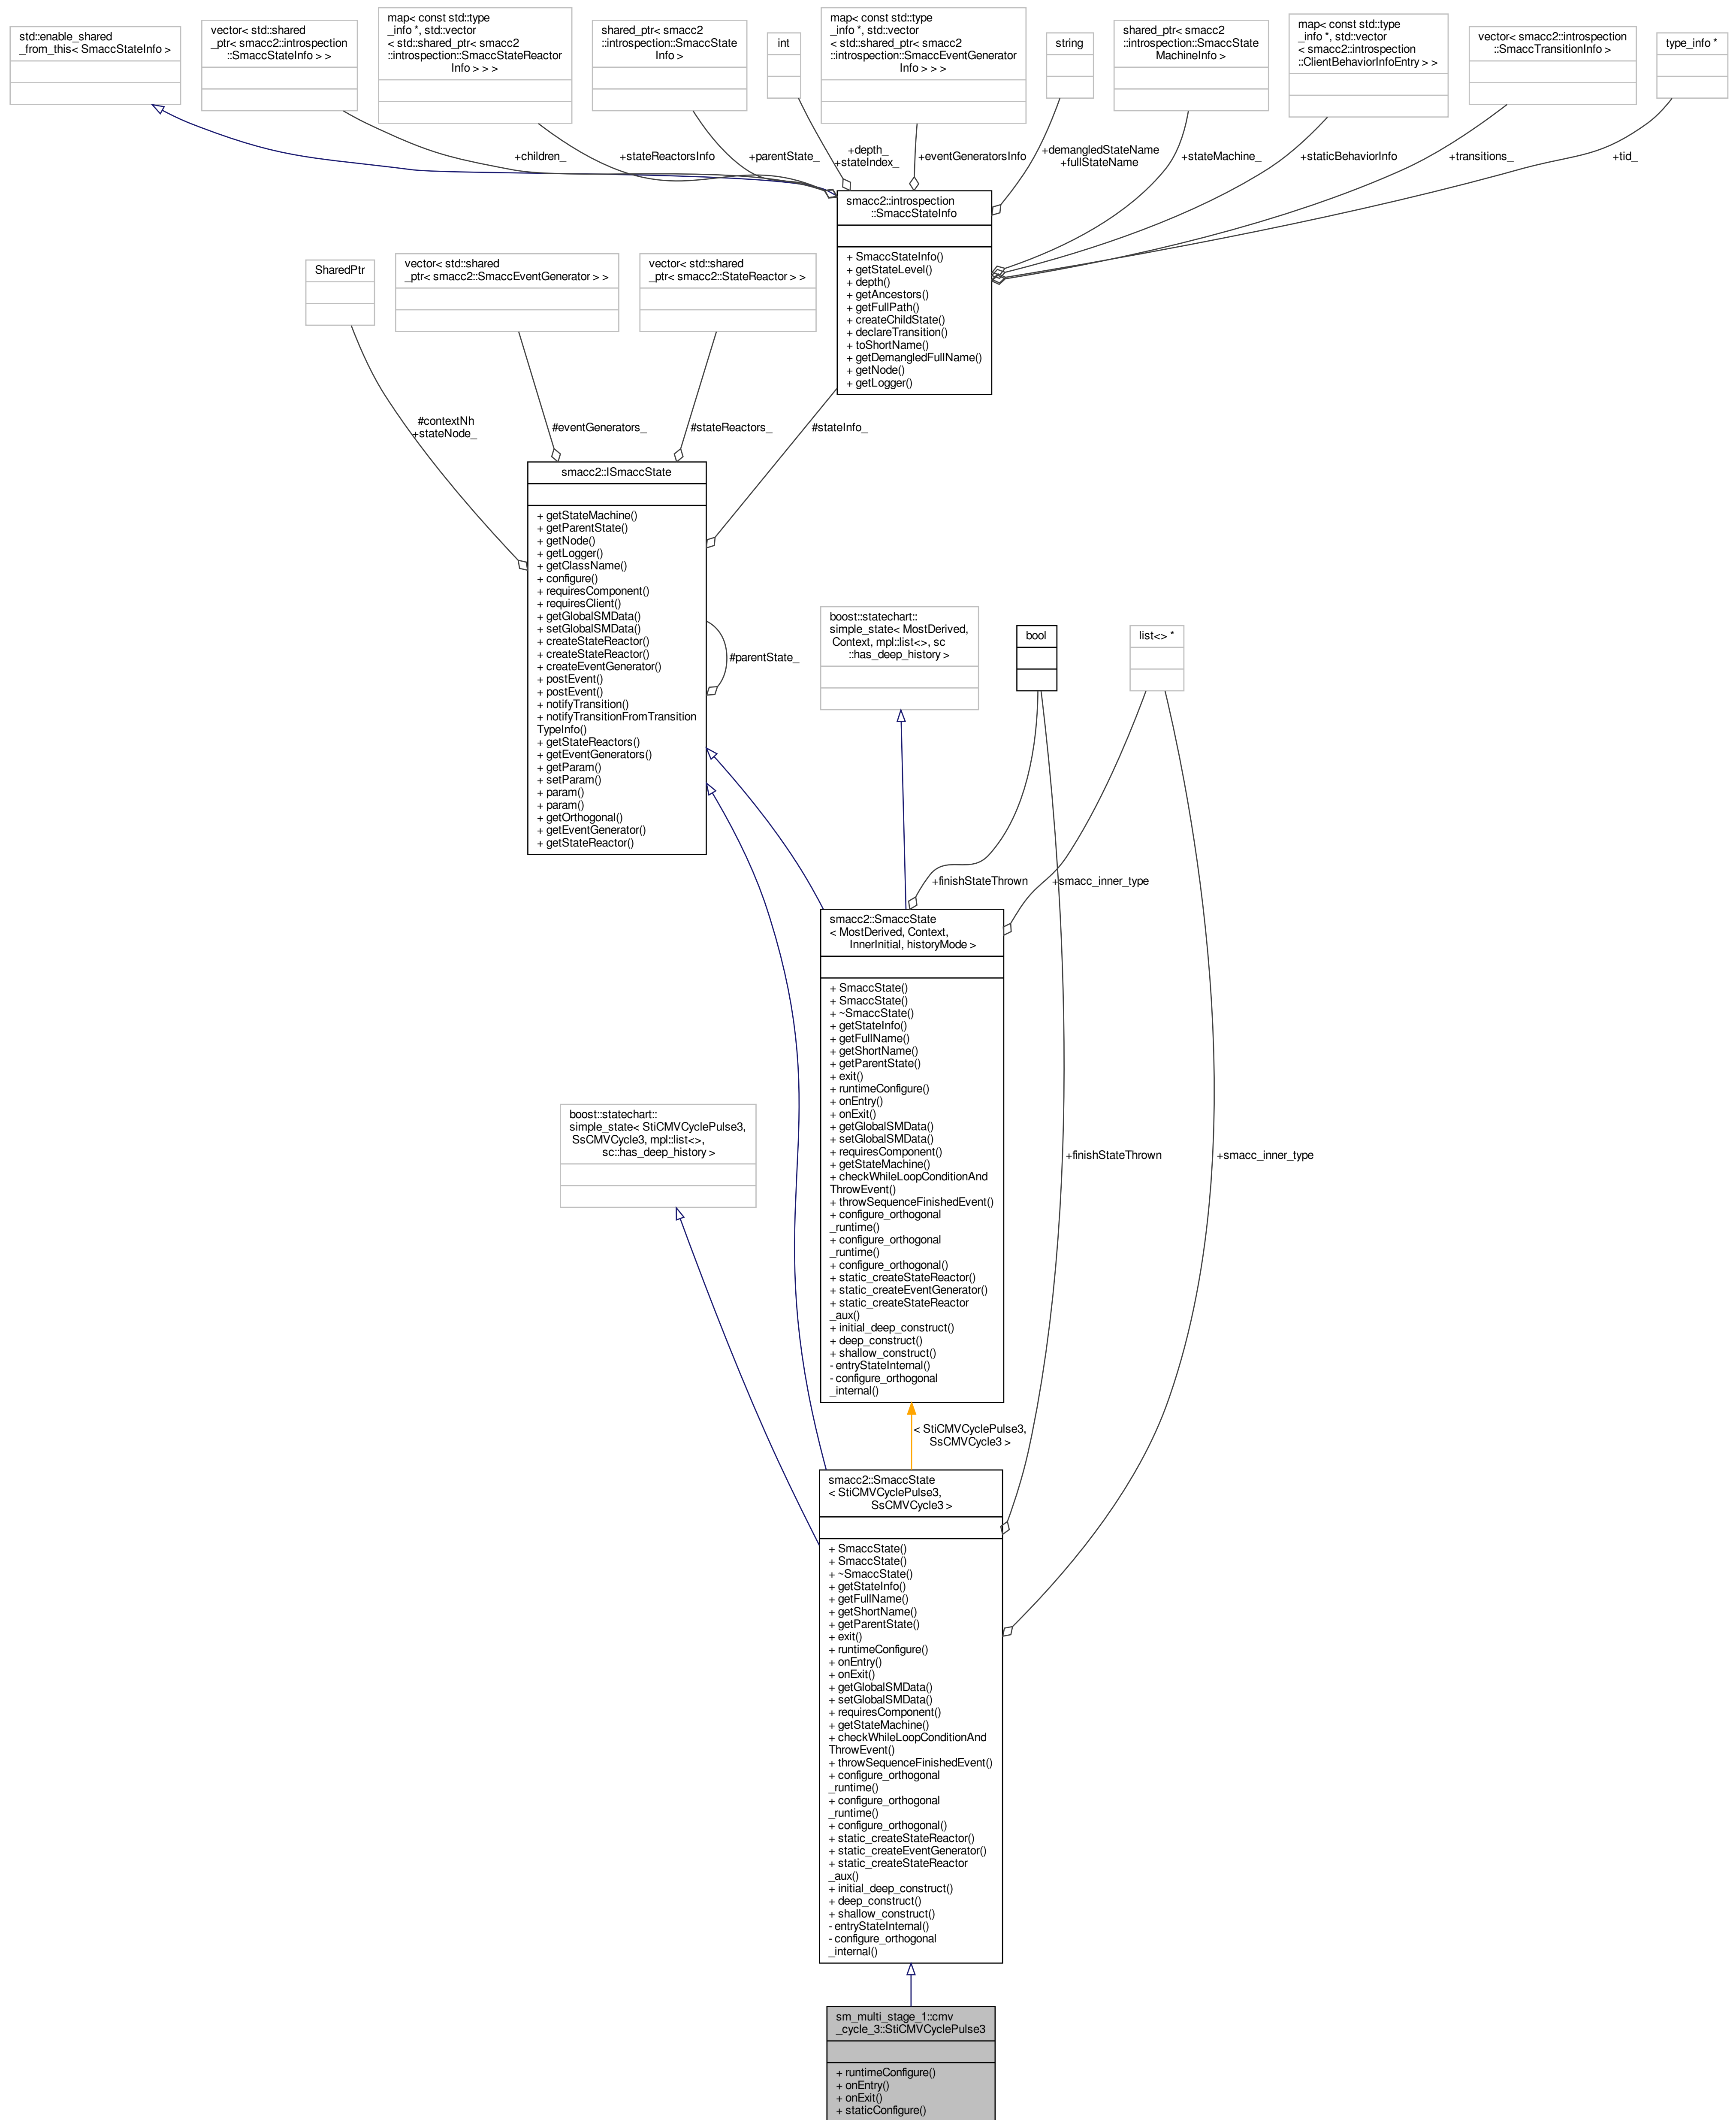 std::enable_shared
_from_this< SmaccStateInfo >
vector< std::shared
_ptr< smacc2::introspection
::SmaccStateInfo > >
map< const std::type
_info *, std::vector
< std::shared_ptr< smacc2
::introspection::SmaccStateReactor
Info > > >
shared_ptr< smacc2
::introspection::SmaccState
Info >
int
map< const std::type
_info *, std::vector
< std::shared_ptr< smacc2
::introspection::SmaccEventGenerator
Info > > >
string
shared_ptr< smacc2
::introspection::SmaccState
MachineInfo >
map< const std::type
_info *, std::vector
< smacc2::introspection
::ClientBehaviorInfoEntry > >
vector< smacc2::introspection
::SmaccTransitionInfo >
type_info *
+children_
+stateReactorsInfo
+parentState_
+depth_
+stateIndex_
+eventGeneratorsInfo
+demangledStateName
+fullStateName
+stateMachine_
+staticBehaviorInfo
+transitions_
+tid_
smacc2::introspection
::SmaccStateInfo
+ SmaccStateInfo()
+ getStateLevel()
+ depth()
+ getAncestors()
+ getFullPath()
+ createChildState()
+ declareTransition()
+ toShortName()
+ getDemangledFullName()
+ getNode()
+ getLogger()
SharedPtr
vector< std::shared
_ptr< smacc2::SmaccEventGenerator > >
vector< std::shared
_ptr< smacc2::StateReactor > >
#contextNh
+stateNode_
#eventGenerators_
#stateReactors_
#stateInfo_
smacc2::ISmaccState
+ getStateMachine()
+ getParentState()
+ getNode()
+ getLogger()
+ getClassName()
+ configure()
+ requiresComponent()
+ requiresClient()
+ getGlobalSMData()
+ setGlobalSMData()
+ createStateReactor()
+ createStateReactor()
+ createEventGenerator()
+ postEvent()
+ postEvent()
+ notifyTransition()
+ notifyTransitionFromTransition
TypeInfo()
+ getStateReactors()
+ getEventGenerators()
+ getParam()
+ setParam()
+ param()
+ param()
+ getOrthogonal()
+ getEventGenerator()
+ getStateReactor()
#parentState_
boost::statechart::
simple_state< MostDerived,
Context, mpl::list<>, sc
::has_deep_history >
bool
list<> *
+finishStateThrown
+smacc_inner_type
smacc2::SmaccState
< MostDerived, Context,
InnerInitial, historyMode >
+ SmaccState()
+ SmaccState()
+ ~SmaccState()
+ getStateInfo()
+ getFullName()
+ getShortName()
+ getParentState()
+ exit()
+ runtimeConfigure()
+ onEntry()
+ onExit()
+ getGlobalSMData()
+ setGlobalSMData()
+ requiresComponent()
+ getStateMachine()
+ checkWhileLoopConditionAnd
ThrowEvent()
+ throwSequenceFinishedEvent()
+ configure_orthogonal
_runtime()
+ configure_orthogonal
_runtime()
+ configure_orthogonal()
+ static_createStateReactor()
+ static_createEventGenerator()
+ static_createStateReactor
_aux()
+ initial_deep_construct()
+ deep_construct()
+ shallow_construct()
- entryStateInternal()
- configure_orthogonal
_internal()
boost::statechart::
simple_state< StiCMVCyclePulse3,
SsCMVCycle3, mpl::list<>,
sc::has_deep_history >
+finishStateThrown
+smacc_inner_type
< StiCMVCyclePulse3,
SsCMVCycle3 >
smacc2::SmaccState
< StiCMVCyclePulse3,
SsCMVCycle3 >
+ SmaccState()
+ SmaccState()
+ ~SmaccState()
+ getStateInfo()
+ getFullName()
+ getShortName()
+ getParentState()
+ exit()
+ runtimeConfigure()
+ onEntry()
+ onExit()
+ getGlobalSMData()
+ setGlobalSMData()
+ requiresComponent()
+ getStateMachine()
+ checkWhileLoopConditionAnd
ThrowEvent()
+ throwSequenceFinishedEvent()
+ configure_orthogonal
_runtime()
+ configure_orthogonal
_runtime()
+ configure_orthogonal()
+ static_createStateReactor()
+ static_createEventGenerator()
+ static_createStateReactor
_aux()
+ initial_deep_construct()
+ deep_construct()
+ shallow_construct()
- entryStateInternal()
- configure_orthogonal
_internal()
sm_multi_stage_1::cmv
_cycle_3::StiCMVCyclePulse3
+ runtimeConfigure()
+ onEntry()
+ onExit()
+ staticConfigure()